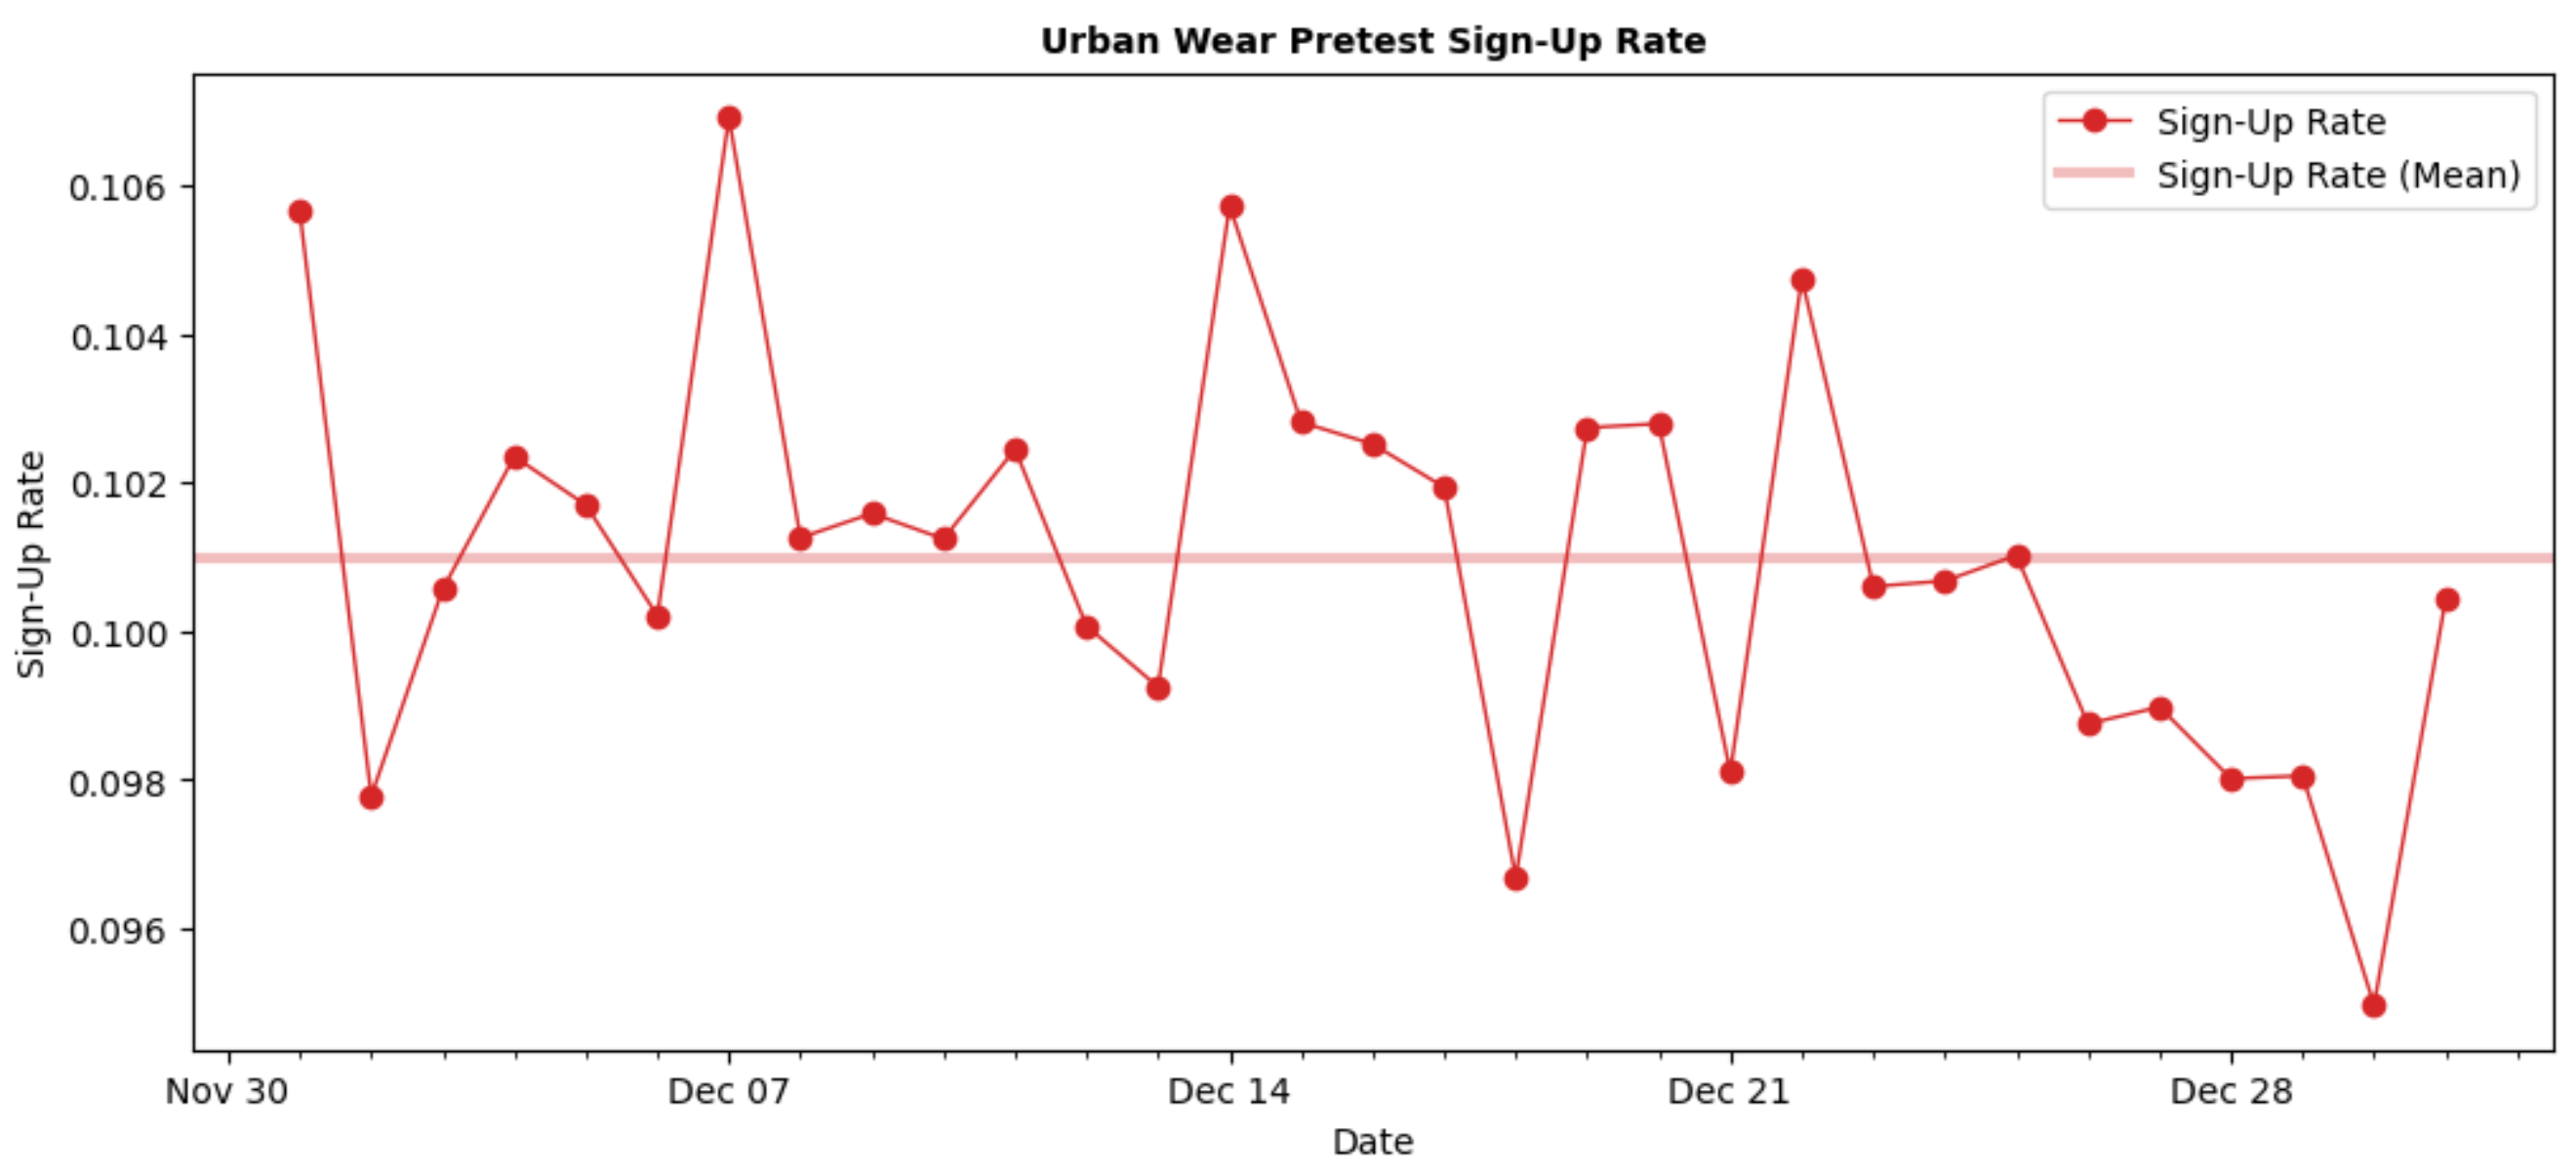 Urban Wear Pretest Sign-Up Rate
Sign-Up Rate
Sign-Up Rate (Mean)
0.106
0.104
0.102
0.100
0.098
0.096
Sign-Up Rate
Nov 30
Dec 07
Dec 14
Dec 21
Dec 28
Date